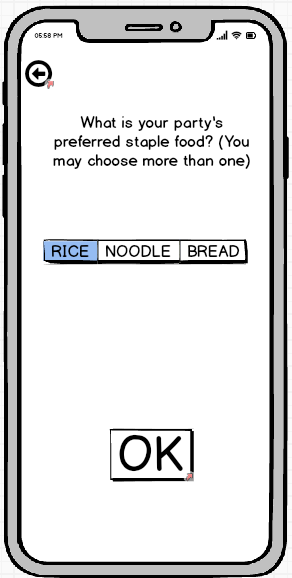 05:58 PM
What is your party's
preferred staple food? (You
may choose more than one)
RICE NOODLE BREAD
OK